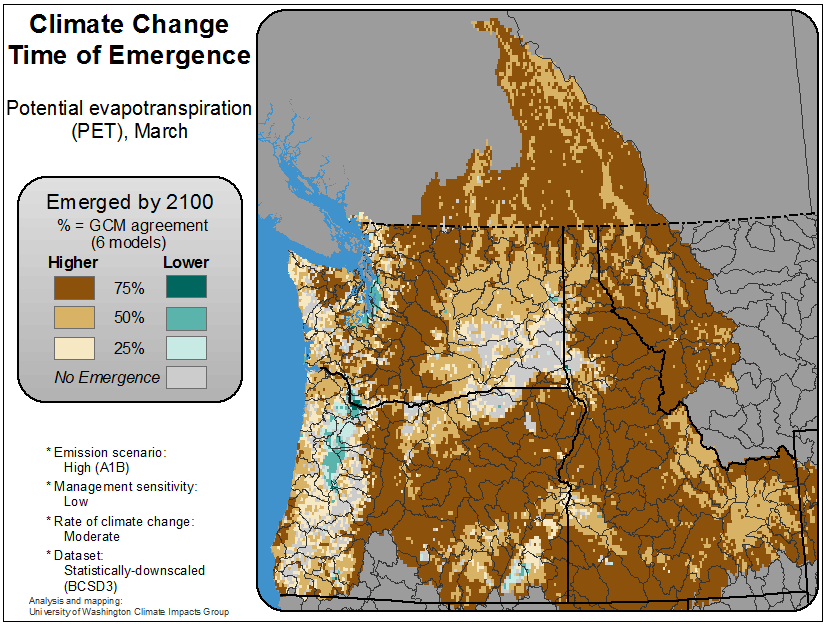 Climate Change
Time of Emergence
Potential evapotranspiration
(PET), March
Emerged by 2100
% = GCM agreement
(6 models)
Higher Lower
75%
50%
25%
No Emergence
* Emission scenario:
High (A1B)
* Management sensitivity:
Low
* Rate of climate change:
Moderate
* Dataset:
Statistically-downscaled
(BCSD3)
Analysis and mapping:
University of Washington Climate Impacts Group